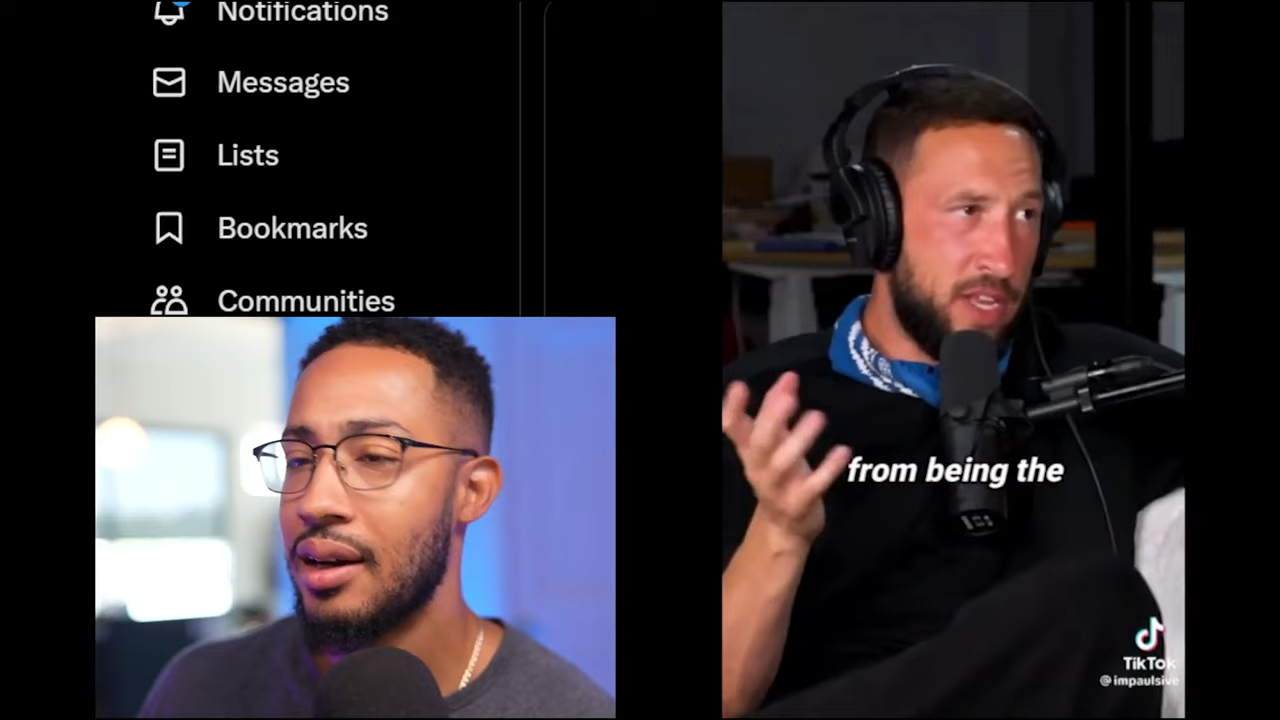 Notifications
Messages
Lists
Bookmarks
Communities
from being the
TikTok
@impaulsive